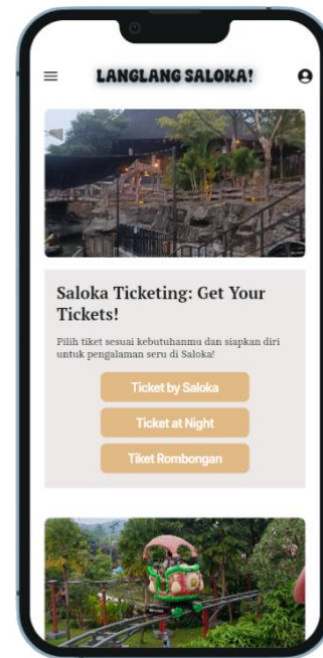 LANGLANG SALOKA!
Saloka Ticketing: Get Your
Tickets!
Pilih tiket sesuai kebutuhanmu dan siapkan diri
untuk pengalaman seru di Saloka!
Ticket by Saloka
Ticket at Night
Tiket Rombongan